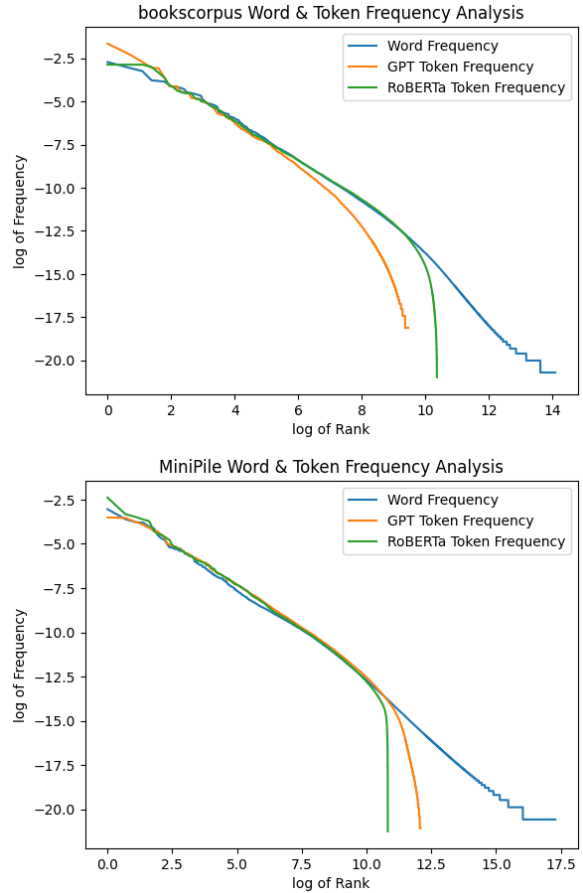 bookscorpus Word & Token Frequency Analysis
Word Frequency
GPT Token Frequency
RoBERTa Token Frequency
log of Frequency
−2.5
−5.0
−7.5
−10.0
−12.5
−15.0
−17.5
−20.0
0 2 4 6 8 10 12 14
log of Rank
MiniPile Word & Token Frequency Analysis
Word Frequency
GPT Token Frequency
RoBERTa Token Frequency
log of Frequency
−2.5
−5.0
−7.5
−10.0
−12.5
−15.0
−17.5
−20.0
0.0 2.5 5.0 7.5 10.0 12.5 15.0 17.5
log of Rank